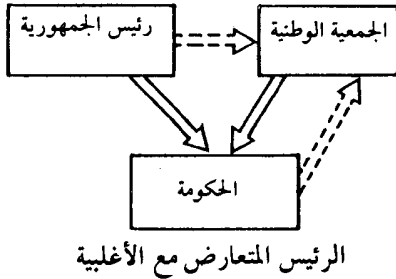 رئيس الجمهورية
الجمعية الوطنية
الحكومة
الرئيس المتعارض مع الأغلبية